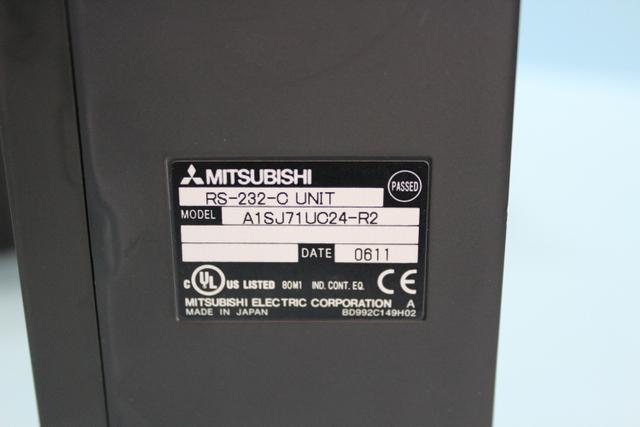 MITSUBISHI
PASSED
RS-232-C UNIT
MODEL A1SJ71UC24-R2
DATE 0611
C UL US LISTED 80M1 IND. CONT. EQ. CE
MITSUBISHI ELECTRIC CORPORATION A
MADE IN JAPAN BD992C149H02